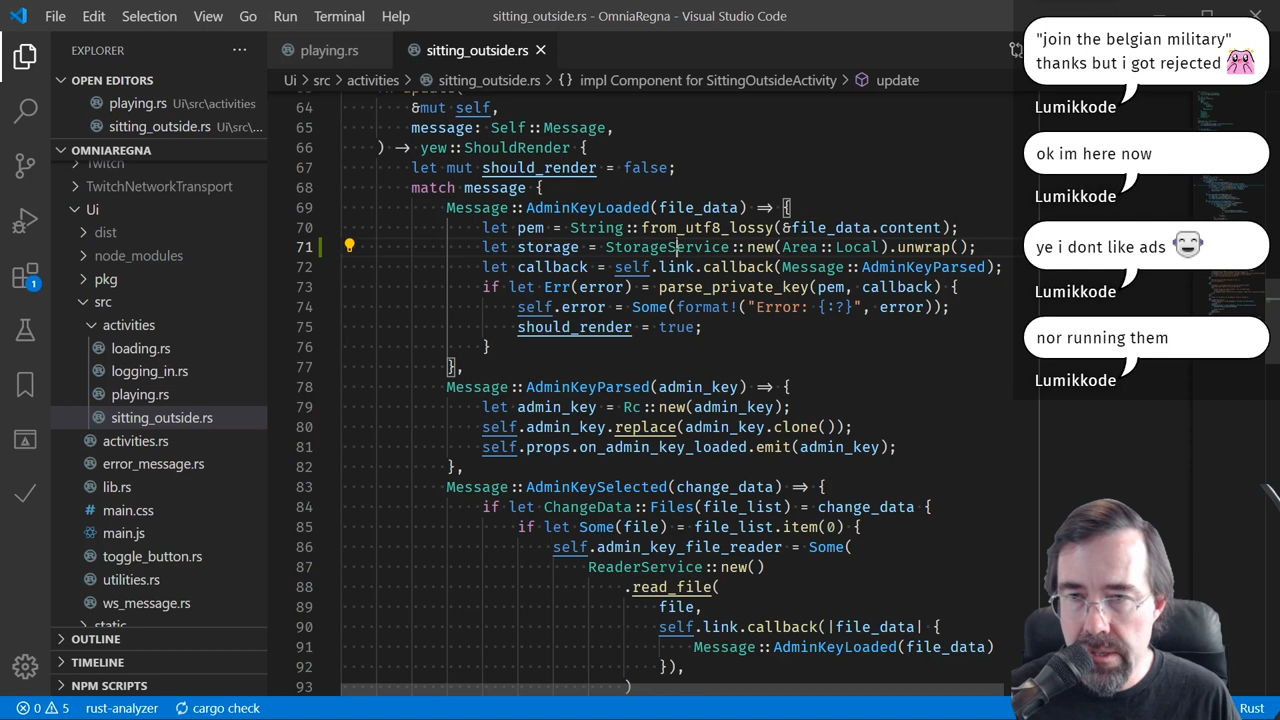 File Edit Selection View Go Run Terminal Help
sitting_outside.rs - OmniaRegna - Visual Studio Code
EXPLORER
OPEN EDITORS
playing.rs Ui\src\activities
sitting_outside.rs Ui\src\...
OMNIAREGNA
Twitch
TwitchNetworkTransport
Ui
dist
node_modules
pkg
src
activities
loading.rs
logging_in.rs
playing.rs
sitting_outside.rs
activities.rs
error_message.rs
lib.rs
main.css
main.js
toggle_button.rs
utilities.rs
ws_message.rs
static
OUTLINE
TIMELINE
NPM SCRIPTS
1
playing.rs
sitting_outside.rs
Ui > src > activities > sitting_outside.rs > {} impl Component for SittingOutsideActivity > update
64 &mut self,
65 message: Self::Message,
66 ) -> yew::ShouldRender {
67 let mut should_render = false;
68 match message {
69 Message::AdminKeyLoaded(file_data) => {
70 let pem = String::from_utf8_lossy(&file_data.content);
71 let storage = StorageService::new(Area::Local).unwrap();
72 let callback = self.link.callback(Message::AdminKeyParsed);
73 if let Err(error) = parse_private_key(pem, callback) {
74 self.error = Some(format!("Error: {:?}", error));
75 should_render = true;
76 }
77 },
78 Message::AdminKeyParsed(admin_key) => {
79 let admin_key = Rc::new(admin_key);
80 self.admin_key.replace(admin_key.clone());
81 self.props.on_admin_key_loaded.emit(admin_key);
82 },
83 Message::AdminKeySelected(change_data) => {
84 if let ChangeData::Files(file_list) = change_data {
85 if let Some(file) = file_list.item(0) {
86 self.admin_key_file_reader = Some(
87 ReaderService::new()
88 .read_file(
89 file,
90 self.link.callback(|file_data| {
91 Message::AdminKeyLoaded(file_data)
92 }),
93 )
"join the belgian military"
thanks but i got rejected
Lumikkode
ok im here now
Lumikkode
ye i dont like ads
Lumikkode
nor running them
Lumikkode
0 5 rust-analyzer cargo check
Rust